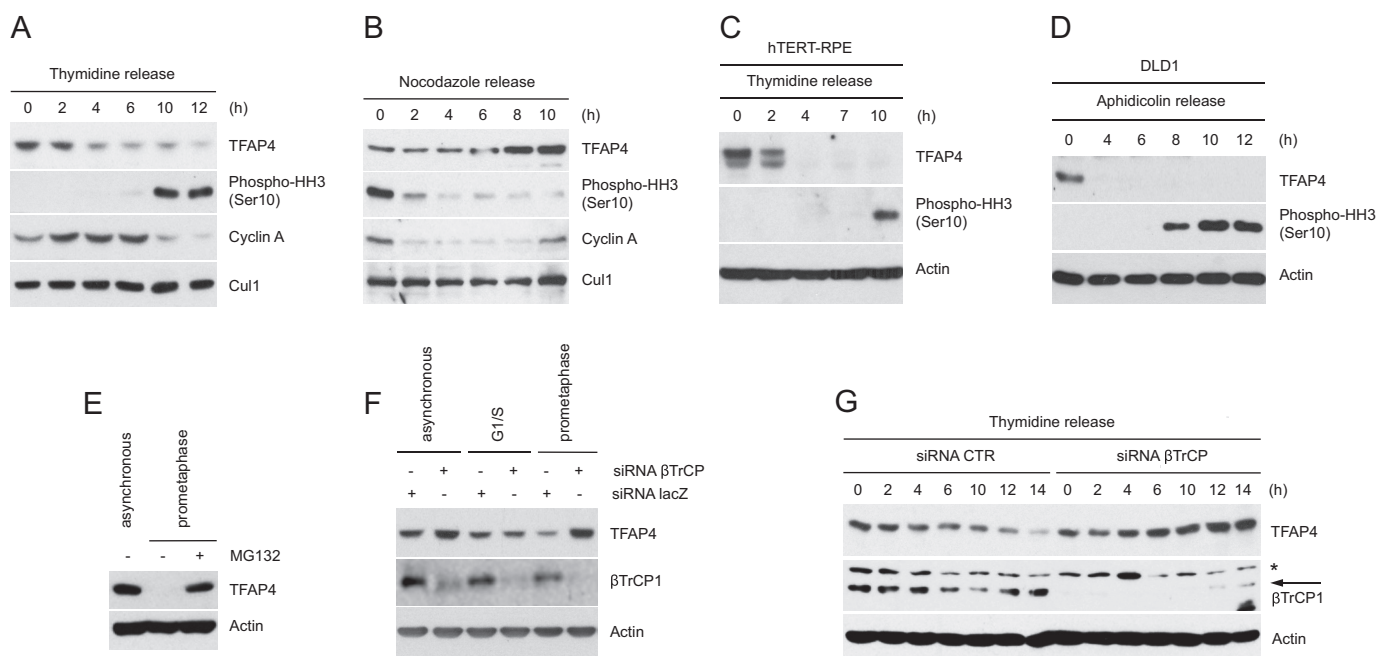 A
Thymidine release
0 2 4 6 10 12 (h)
TFAP4
Phospho-HH3
(Ser10)
Cyclin A
Cul1
B
Nocodazole release
0 2 4 6 8 10
TFAP4
Phospho-HH3
(Ser10)
Cyclin A
Cul1
C
hTERT-RPE
Thymidine release
0 2 4 7 10 (h)
TFAP4
Phospho-HH3
(Ser10)
Actin
D
DLD1
Aphidicolin release
0 4 6 8 10 12 (h)
TFAP4
Phospho-HH3
(Ser10)
Actin
E
asynchronous
prometaphase
- - + MG132
TFAP4
Actin
F
asynchronous
G1/S
prometaphase
- + - + - + siRNA βTrCP
+ - + - + - siRNA lacZ
TFAP4
βTrCP1
Actin
G
Thymidine release
siRNA CTR siRNA βTrCP
0 2 4 6 10 12 14 0 2 4 6 10 12 14 (h)
TFAP4
*
βTrCP1
Actin